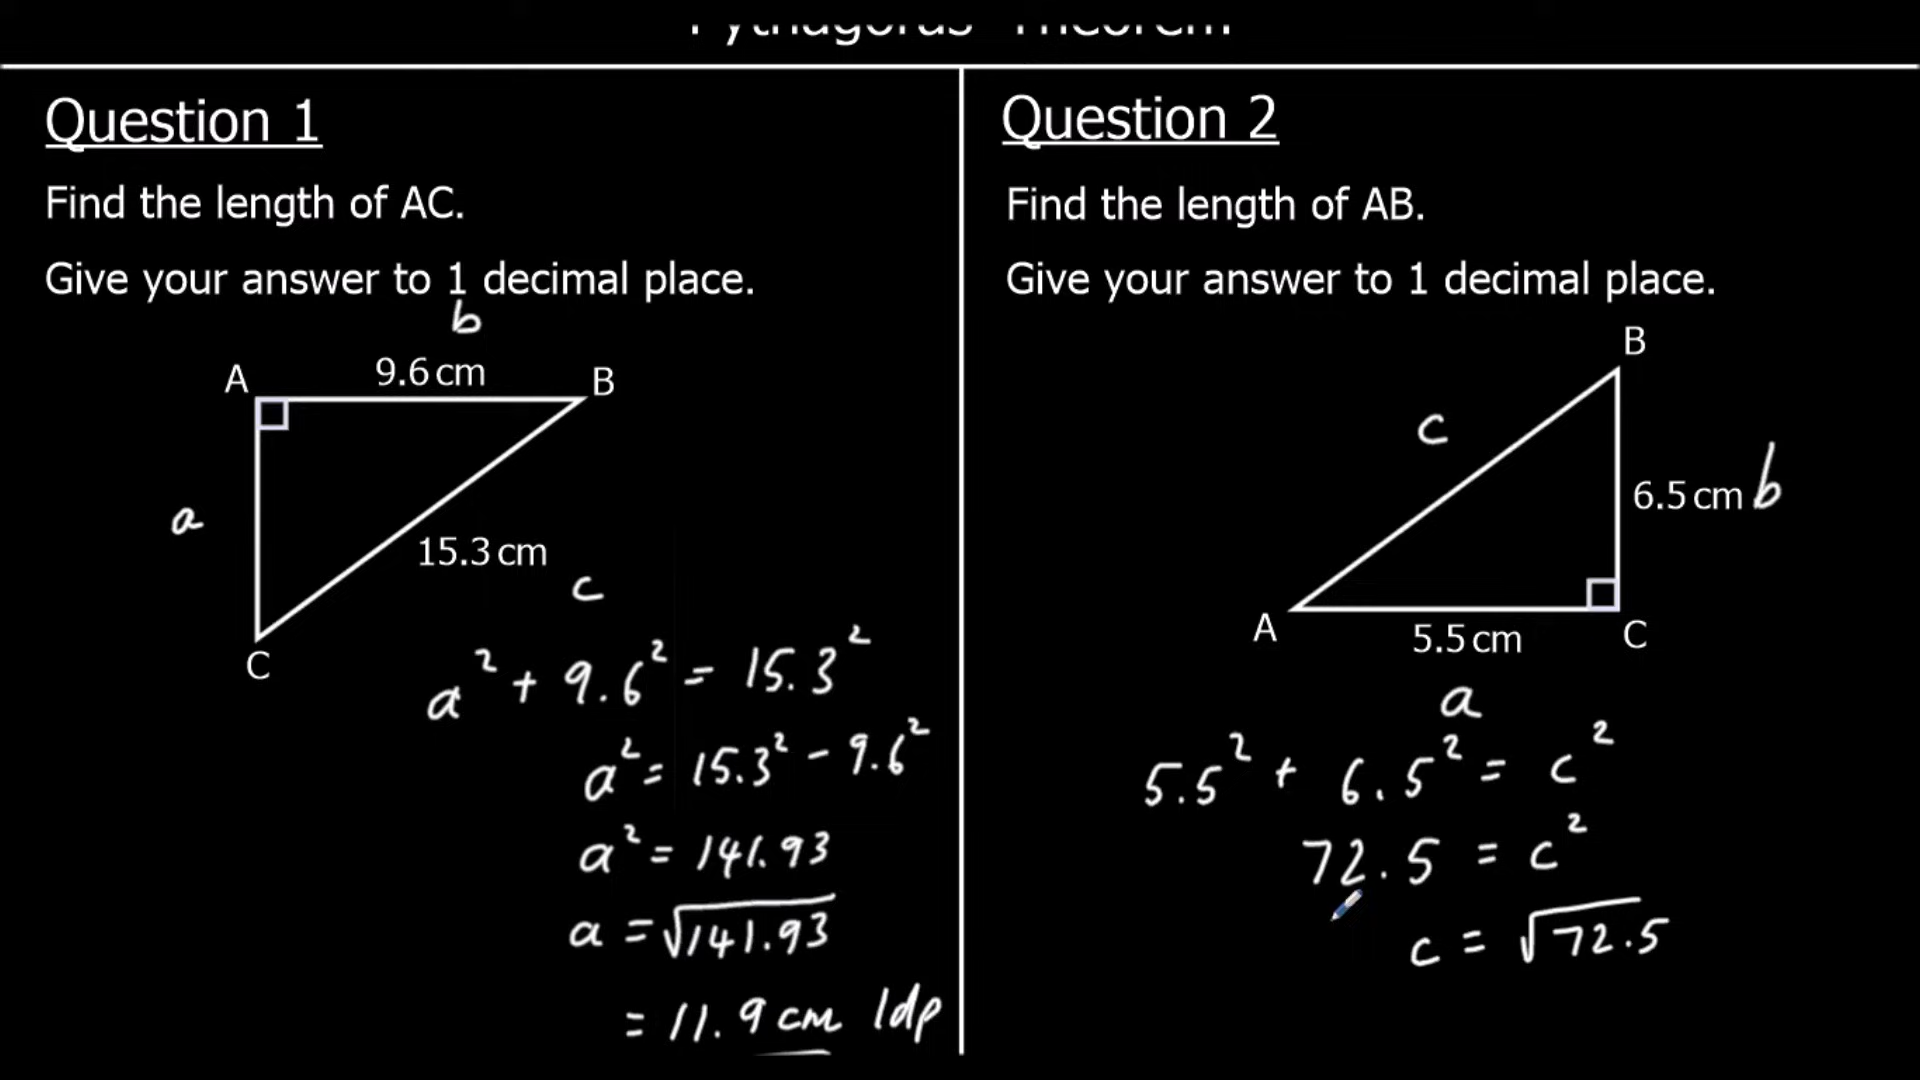 Pythagoras Theorem
Question 1
Find the length of AC.
Give your answer to 1 decimal place.
b
9.6 cm
A
B
a
15.3 cm
c
C
a² + 9.6² = 15.3²
a² = 15.3² - 9.6²
a² = 141.93
a = √141.93
= 11.9 cm 1dp
Question 2
Find the length of AB.
Give your answer to 1 decimal place.
B
c
6.5 cm b
A
5.5 cm
C
a
5.5² + 6.5² = c²
72.5 = c²
c = √72.5